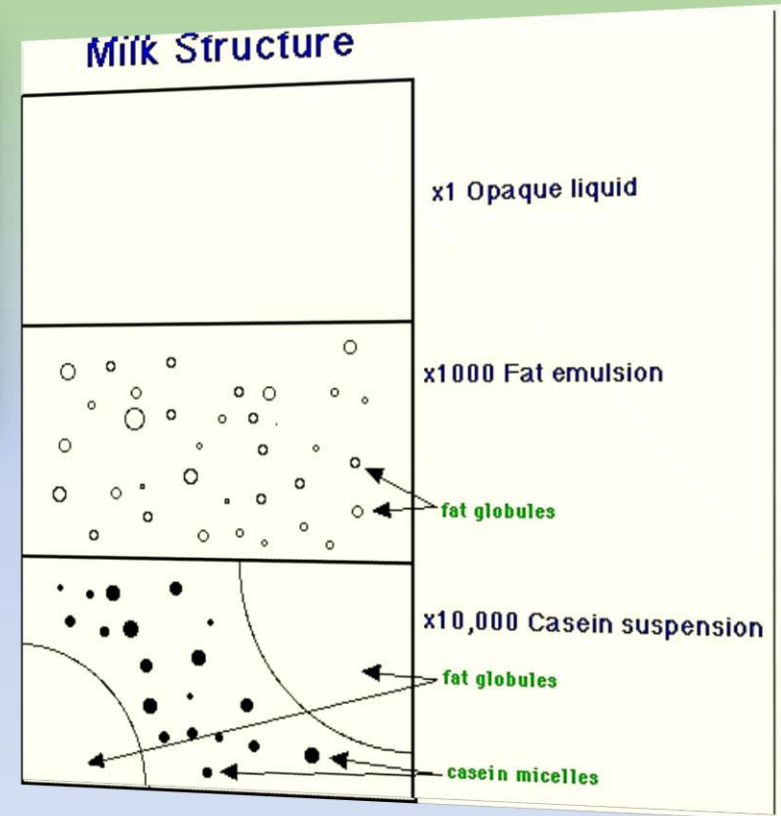 Milk Structure
x1 Opaque liquid
x1000 Fat emulsion
fat globules
x10,000 Casein suspension
fat globules
casein micelles